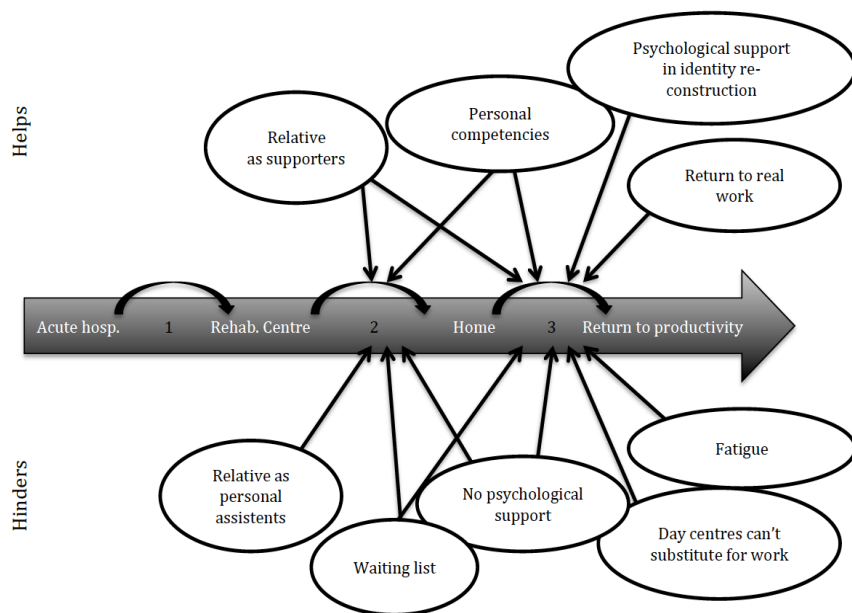 Helps
Psychological support
in identity re-
construction
Personal
competencies
Relative
as supporters
Return to real
work
Acute hosp. 1 Rehab. Centre 2 Home 3 Return to productivity
Hinders
Relative as
personal
assistents
No psychological
support
Waiting list
Fatigue
Day centres can't
substitute for work